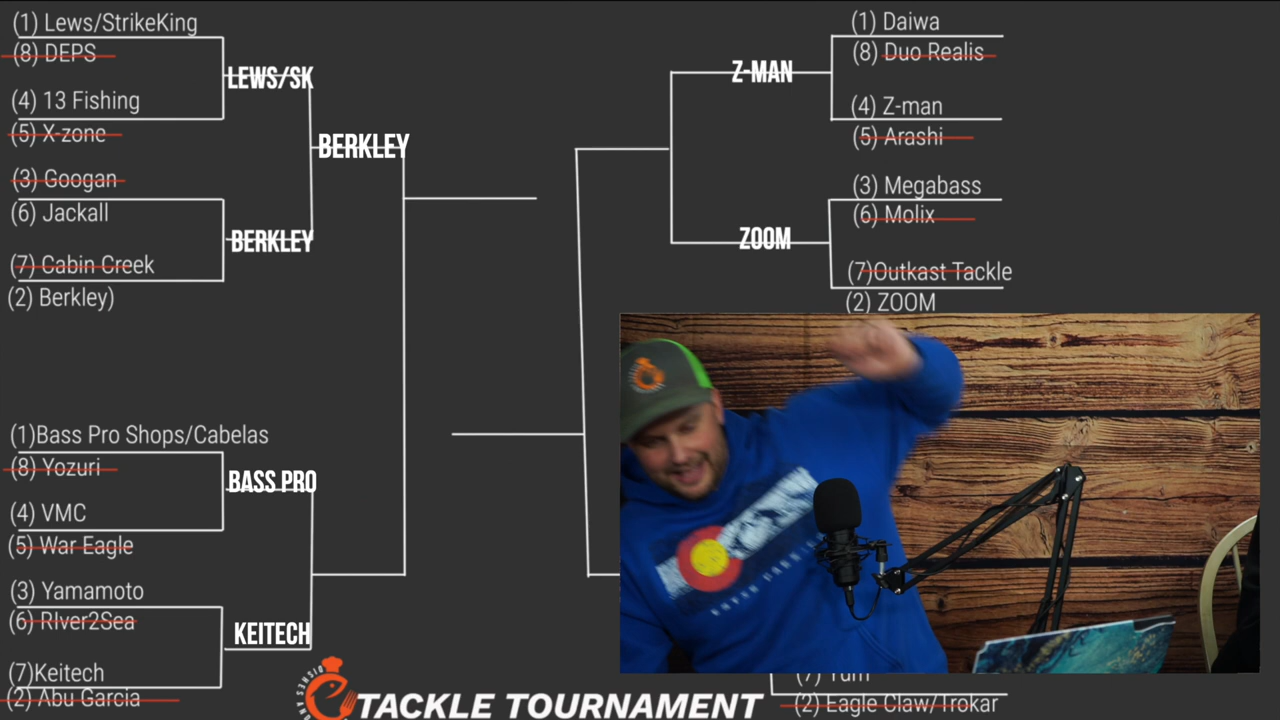 (1) Lews/StrikeKing
(8) DEPS
LEWS/SK
(4) 13 Fishing
(5) X-zone
BERKLEY
(3) Googan
(6) Jackall
BERKLEY
(7) Cabin Creek
(2) Berkley)
(1)Bass Pro Shops/Cabelas
(8) Yozuri
BASS PRO
(4) VMC
(5) War Eagle
(3) Yamamoto
(6) RIver2Sea
KEITECH
(7)Keitech
(2) Abu Garcia
(1) Daiwa
(8) Duo Realis
Z-MAN
(4) Z-man
(5) Arashi
(3) Megabass
(6) Molix
ZOOM
(7)Outkast Tackle
(2) ZOOM
(7) Yum
(2) Eagle Claw/Trokar
TACKLE TOURNAMENT